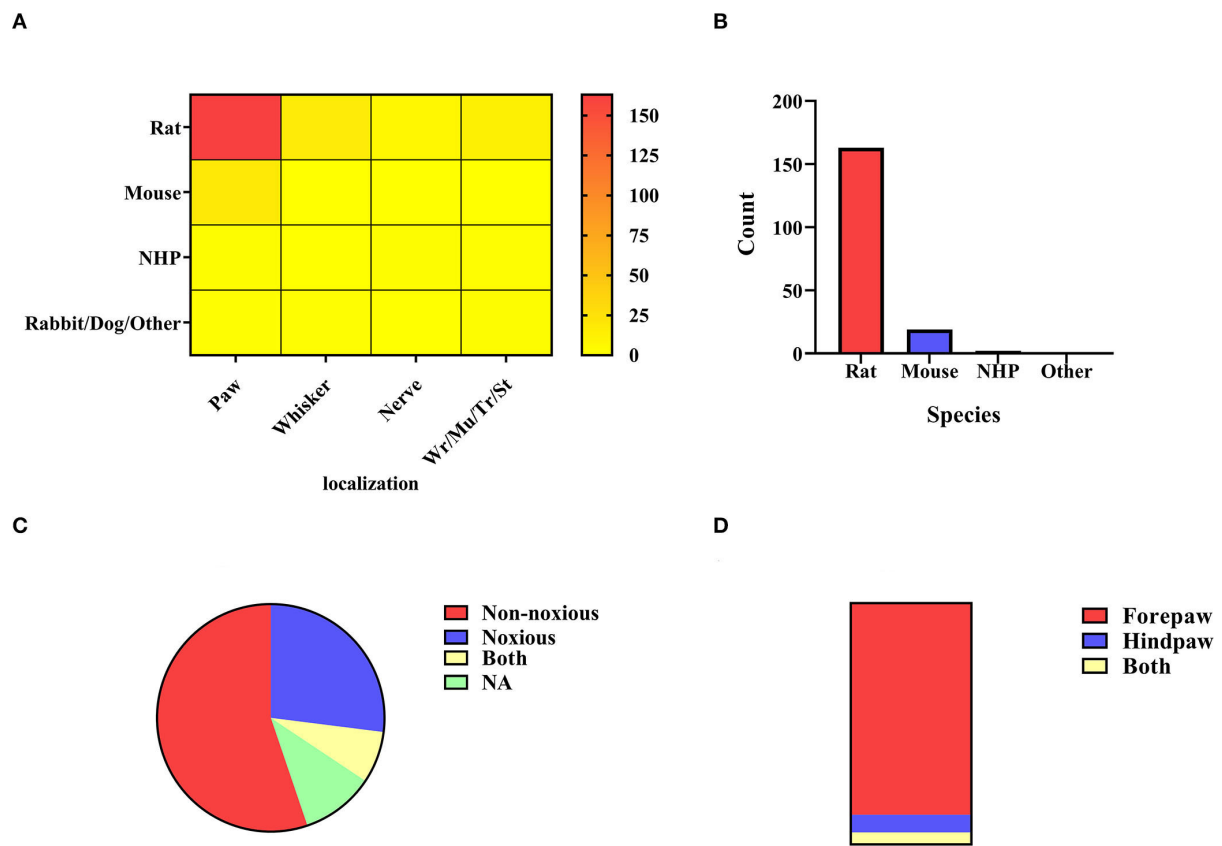 A
Rat
Mouse
NHP
Rabbit/Dog/Other
Paw
Whisker
Nerve
Wr/Mu/Tr/St
localization
150
125
100
75
50
25
0
B
200
150
100
50
0
Count
Rat
Mouse
NHP
Other
Species
C
Non-noxious
Noxious
Both
NA
D
Forepaw
Hindpaw
Both